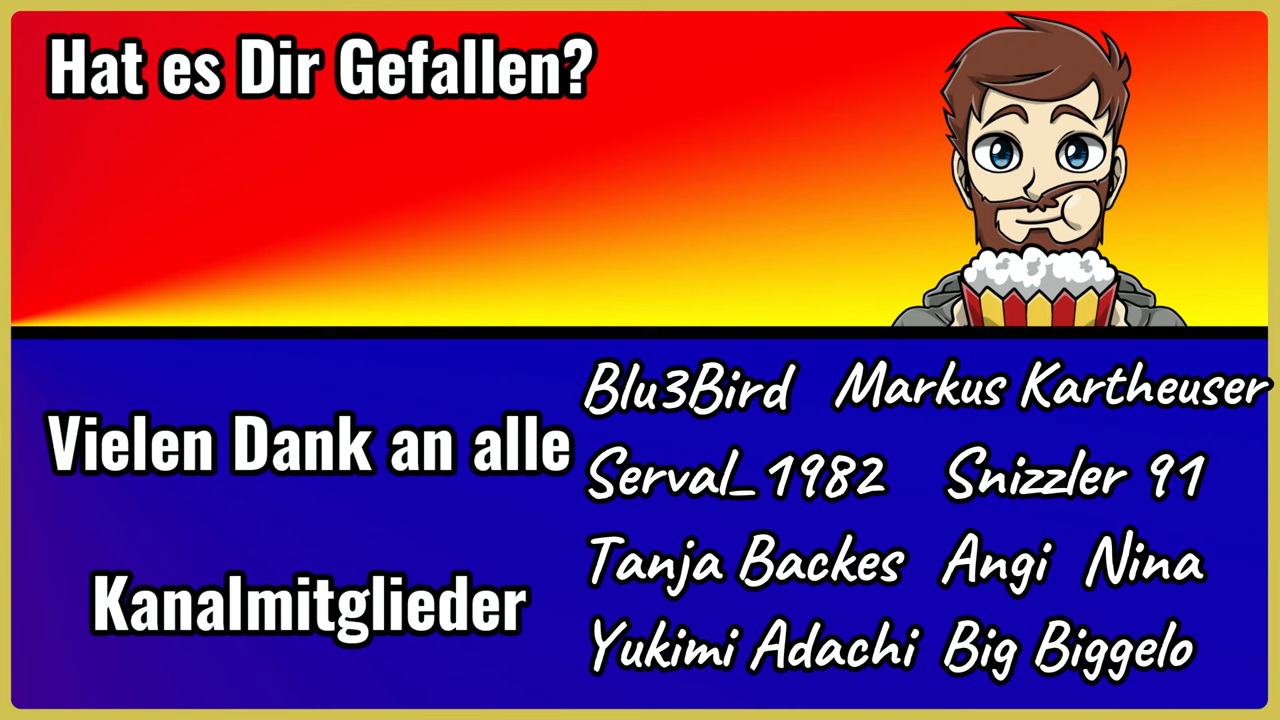 Hat es Dir Gefallen?
Vielen Dank an alle
Kanalmitglieder
Blu3Bird Markus Kartheuser
Serval_1982 Snizzler 91
Tanja Backes Angi Nina
Yukimi Adachi Big Biggelo